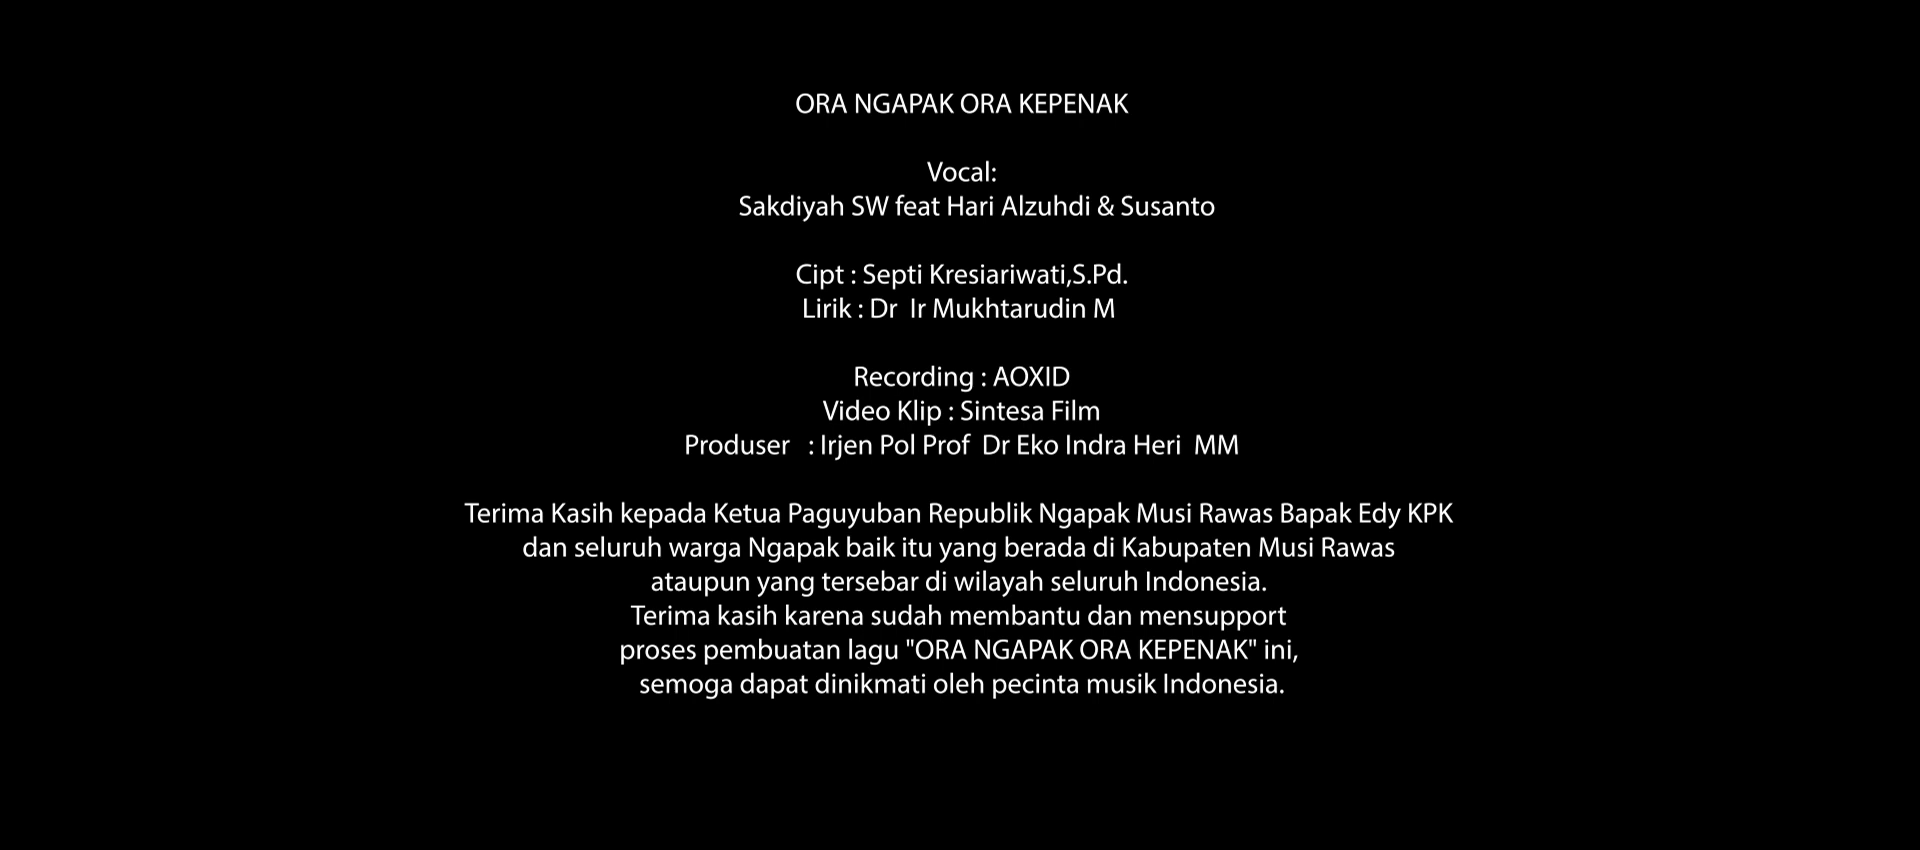 ORA NGAPAK ORA KEPENAK
Vocal:
Sakdiyah SW feat Hari Alzuhdi & Susanto
Cipt : Septi Kresiariwati,S.Pd.
Lirik : Dr  Ir Mukhtarudin M
Recording : AOXID
Video Klip : Sintesa Film
Produser   : Irjen Pol Prof  Dr Eko Indra Heri  MM
Terima Kasih kepada Ketua Paguyuban Republik Ngapak Musi Rawas Bapak Edy KPK
dan seluruh warga Ngapak baik itu yang berada di Kabupaten Musi Rawas
ataupun yang tersebar di wilayah seluruh Indonesia.
Terima kasih karena sudah membantu dan mensupport
proses pembuatan lagu "ORA NGAPAK ORA KEPENAK" ini,
semoga dapat dinikmati oleh pecinta musik Indonesia.